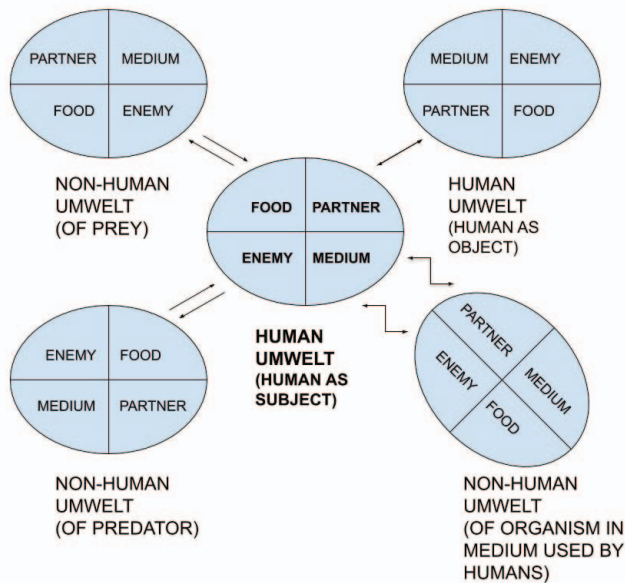 PARTNER MEDIUM
FOOD ENEMY
NON-HUMAN
UMWELT
(OF PREY)
MEDIUM ENEMY
PARTNER FOOD
HUMAN
UMWELT
(HUMAN AS
OBJECT)
FOOD PARTNER
ENEMY MEDIUM
HUMAN
UMWELT
(HUMAN AS
SUBJECT)
ENEMY FOOD
MEDIUM PARTNER
NON-HUMAN
UMWELT
(OF PREDATOR)
PARTNER
MEDIUM
ENEMY
FOOD
NON-HUMAN
UMWELT
(OF ORGANISM IN
MEDIUM USED BY
HUMANS)